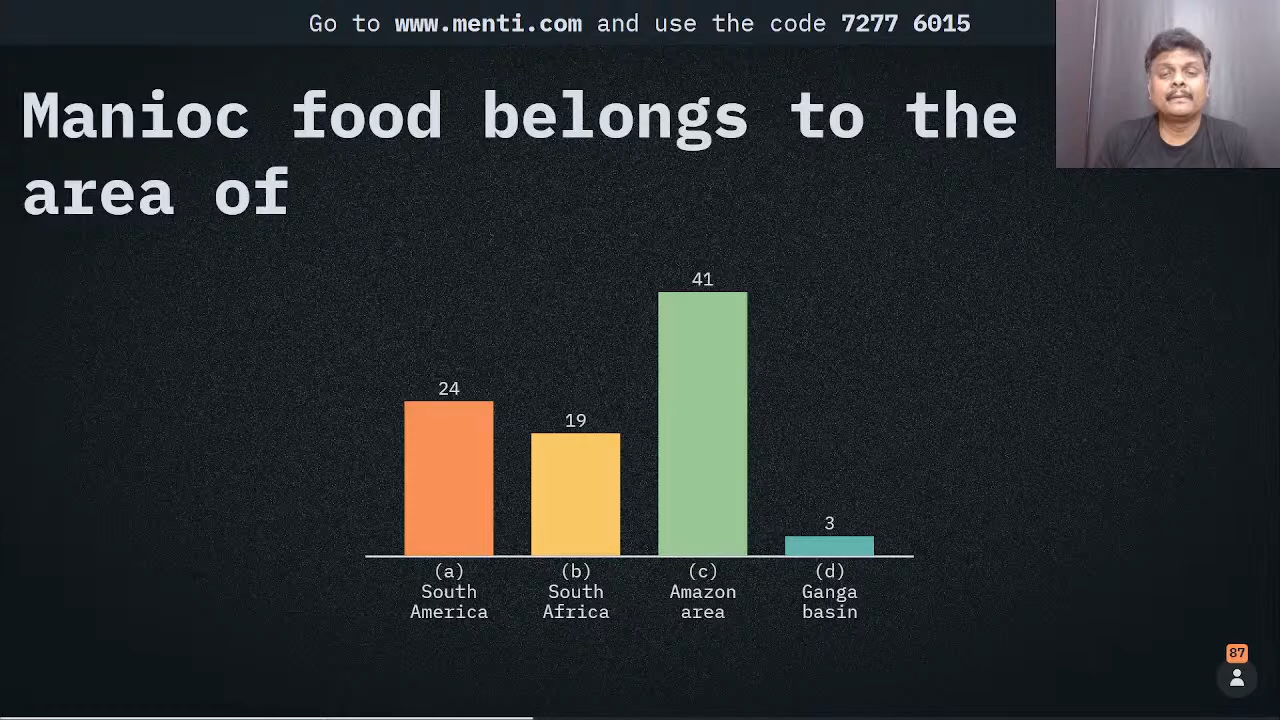 Go to www.menti.com and use the code 7277 6015
Manioc food belongs to the
area of
24
19
41
3
(a)
South
America
(b)
South
Africa
(c)
Amazon
area
(d)
Ganga
basin
87